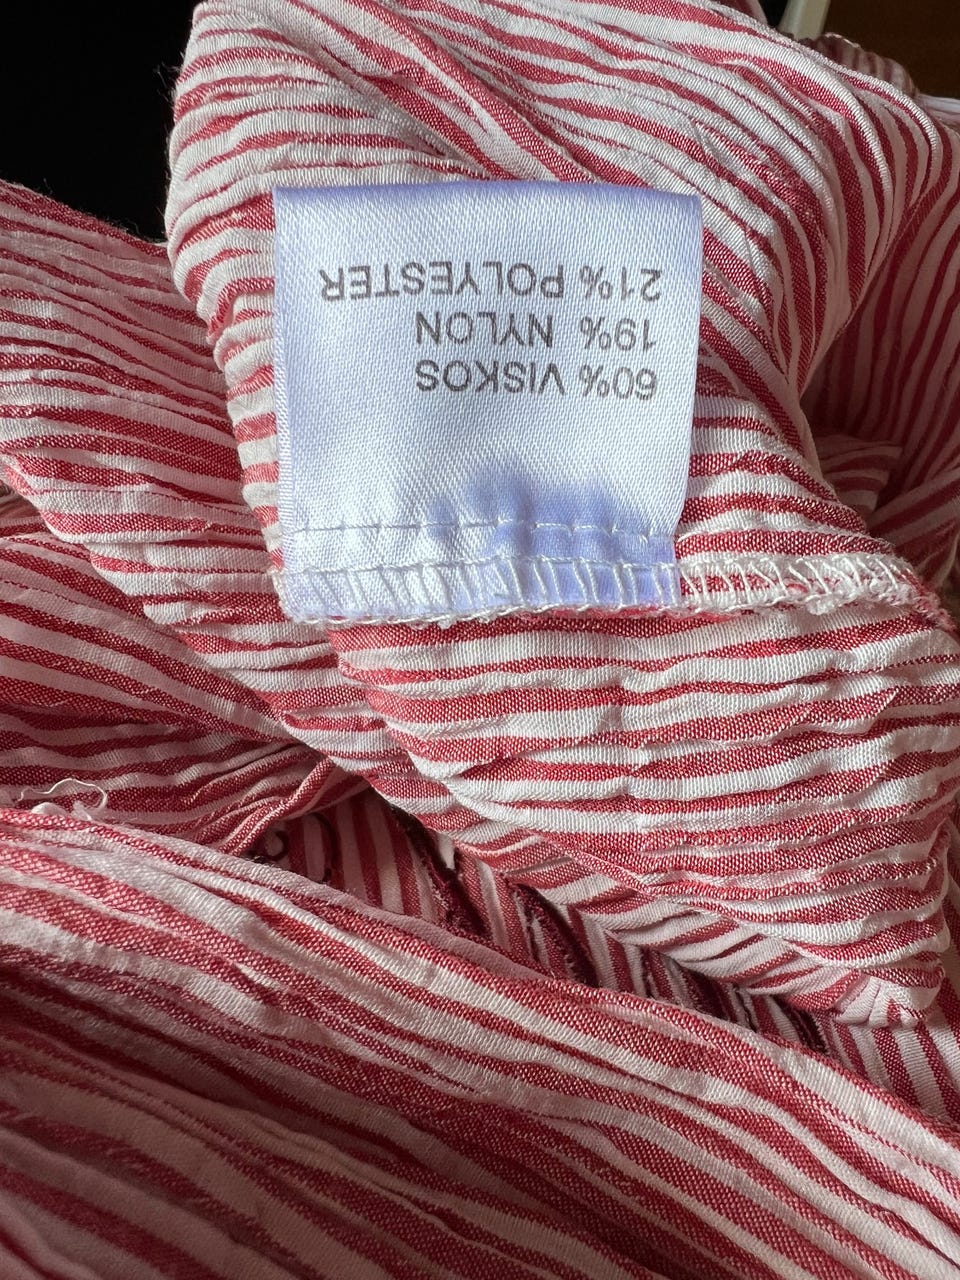 60% VISKOS
19% NYLON
21% POLYESTER